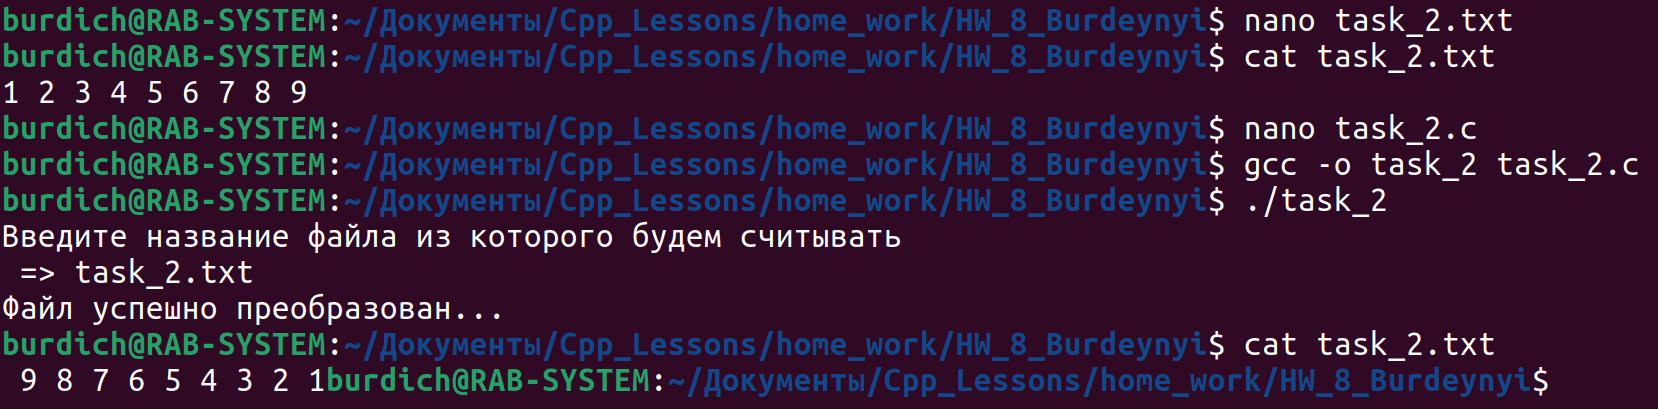 burdich@RAB-SYSTEM:~/Документы/Cpp_Lessons/home_work/HW_8_Burdeynyi$ nano task_2.txt
burdich@RAB-SYSTEM:~/Документы/Cpp_Lessons/home_work/HW_8_Burdeynyi$ cat task_2.txt
1 2 3 4 5 6 7 8 9
burdich@RAB-SYSTEM:~/Документы/Cpp_Lessons/home_work/HW_8_Burdeynyi$ nano task_2.c
burdich@RAB-SYSTEM:~/Документы/Cpp_Lessons/home_work/HW_8_Burdeynyi$ gcc -o task_2 task_2.c
burdich@RAB-SYSTEM:~/Документы/Cpp_Lessons/home_work/HW_8_Burdeynyi$ ./task_2
Введите название файла из которого будем считывать
 => task_2.txt
Файл успешно преобразован...
burdich@RAB-SYSTEM:~/Документы/Cpp_Lessons/home_work/HW_8_Burdeynyi$ cat task_2.txt
 9 8 7 6 5 4 3 2 1burdich@RAB-SYSTEM:~/Документы/Cpp_Lessons/home_work/HW_8_Burdeynyi$